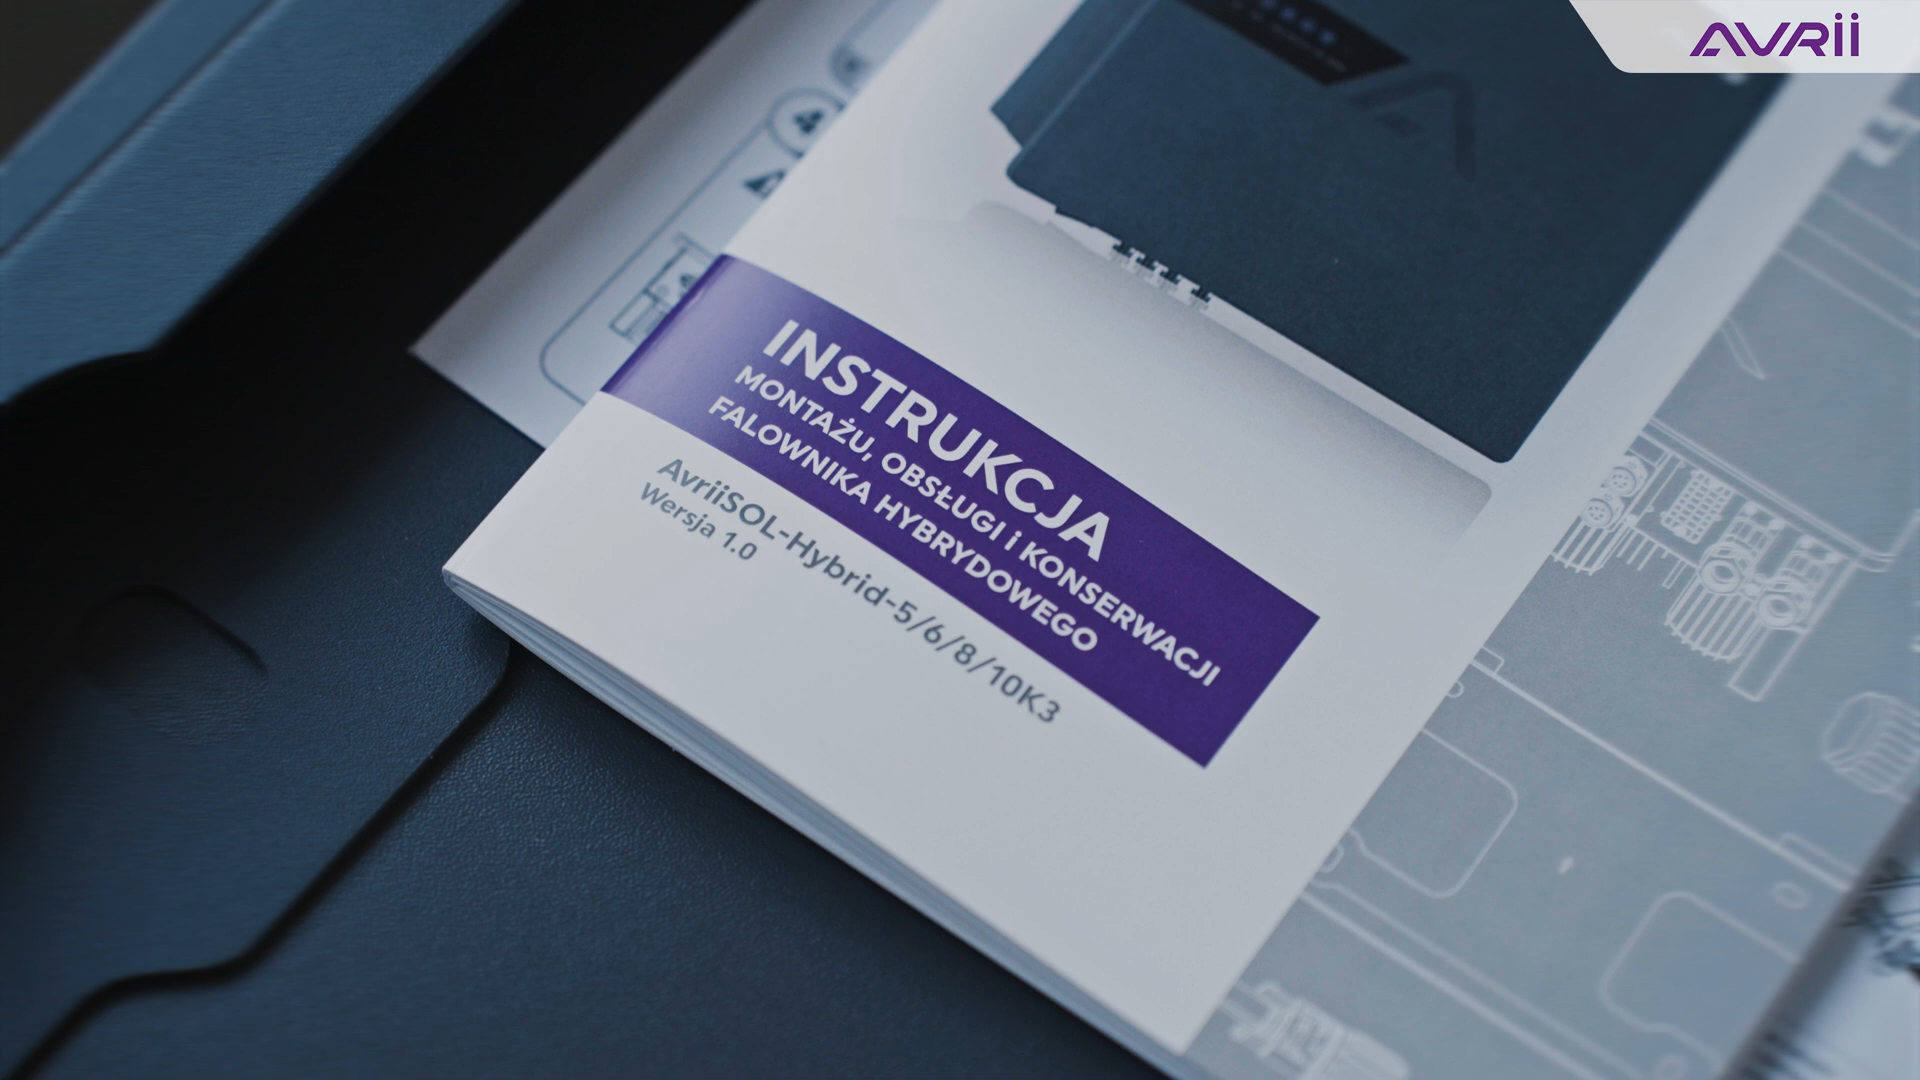 AVRii
INSTRUKCJA
MONTAŻU, OBSŁUGI i KONSERWACJI
FALOWNIKA HYBRYDOWEGO
AvriiSOL-Hybrid-5/6/8/10K3
Wersja 1.0